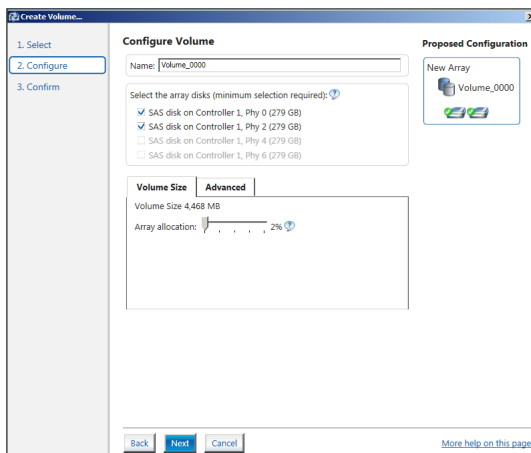 Create Volume...
1. Select
2. Configure
3. Confirm
Configure Volume
Name: Volume_0000
Select the array disks (minimum selection required):
SAS disk on Controller 1, Phy 0 (279 GB)
SAS disk on Controller 1, Phy 2 (279 GB)
SAS disk on Controller 1, Phy 4 (279 GB)
SAS disk on Controller 1, Phy 6 (279 GB)
Volume Size Advanced
Volume Size 4,468 MB
Array allocation: 2%
Proposed Configuration
New Array
Volume_0000
Back Next Cancel
More help on this page